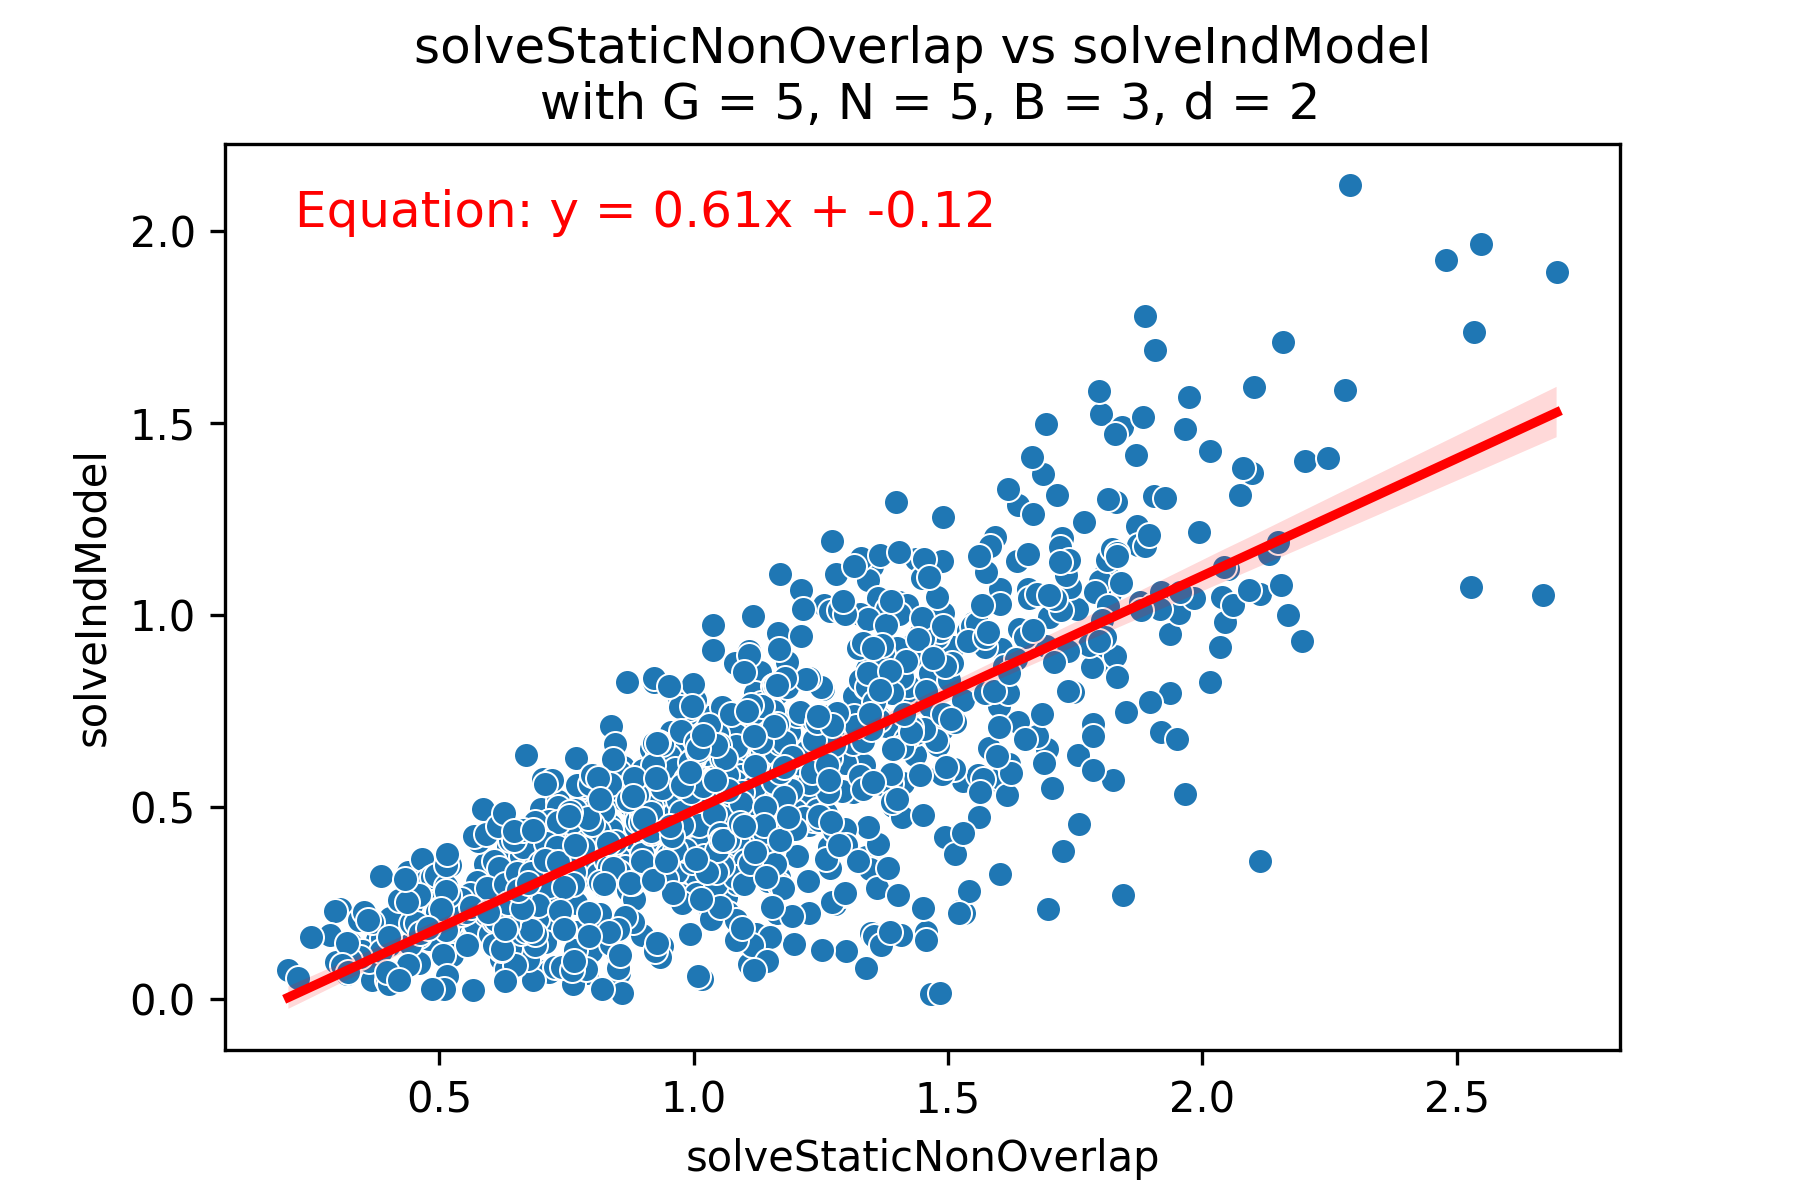 solveStaticNonOverlap vs solveIndModel
with G = 5, N = 5, B = 3, d = 2
Equation: y = 0.61x + -0.12
2.0
1.5
1.0
0.5
0.0
solveIndModel
0.5 1.0 1.5 2.0 2.5
solveStaticNonOverlap